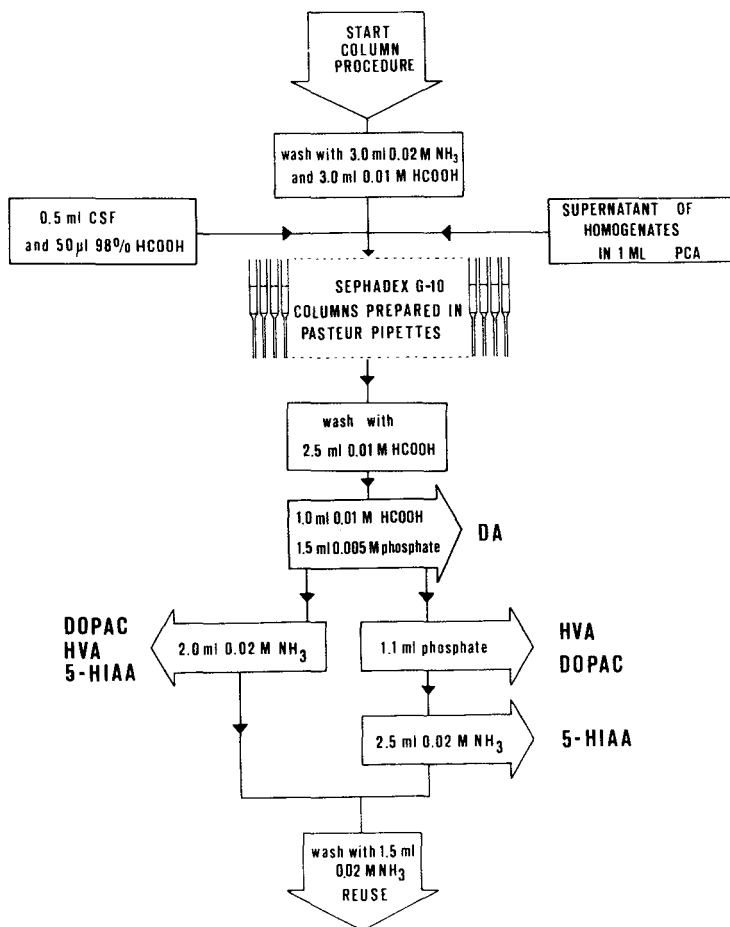 START
COLUMN
PROCEDURE
wash with 3.0 ml 0.02 M NH3
and 3.0 ml 0.01 M HCOOH
0.5 ml CSF
and 50 µl 98% HCOOH
SUPERNATANT OF
HOMOGENATES
IN 1 ML PCA
SEPHADEX G-10
COLUMNS PREPARED IN
PASTEUR PIPETTES
wash with
2.5 ml 0.01 M HCOOH
1.0 ml 0.01 M HCOOH
1.5 ml 0.005 M phosphate
DA
DOPAC
HVA
5-HIAA
2.0 ml 0.02 M NH3
1.1 ml phosphate
HVA
DOPAC
2.5 ml 0.02 M NH3
5-HIAA
wash with 1.5 ml
0.02 M NH3
REUSE